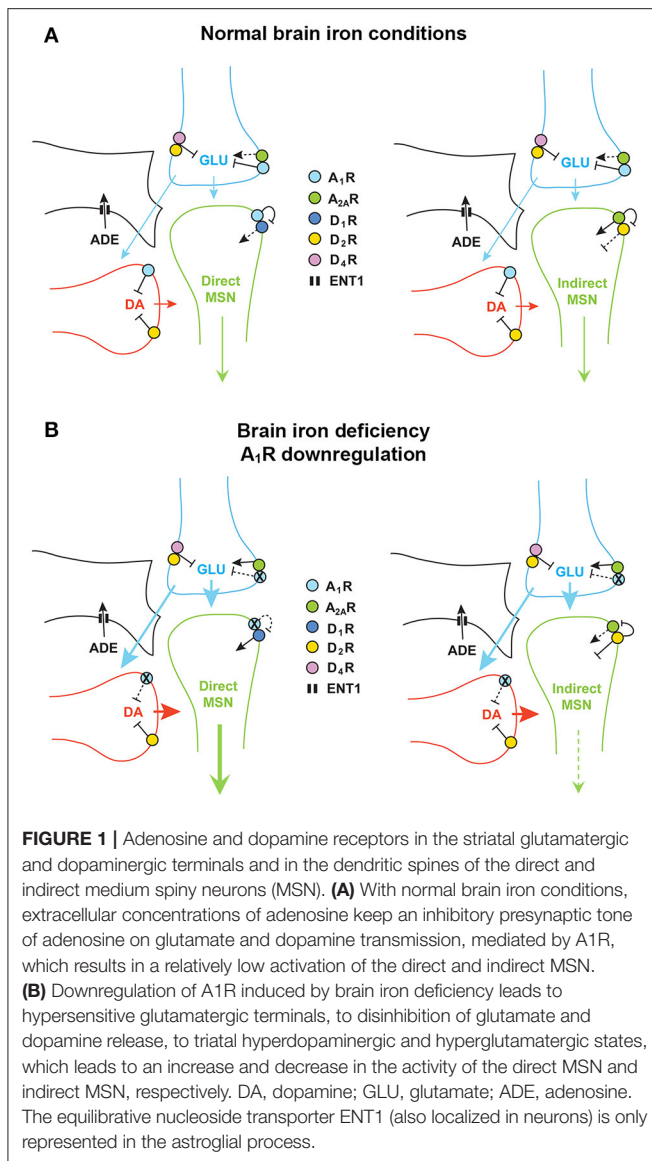 A
Normal brain iron conditions
GLU
ADE
DA
Direct
MSN
A1R
A2AR
D1R
D2R
D4R
ENT1
GLU
ADE
DA
Indirect
MSN
B
Brain iron deficiency
A1R downregulation
GLU
X
ADE
X
X
DA
Direct
MSN
A1R
A2AR
D1R
D2R
D4R
ENT1
GLU
X
ADE
X
DA
Indirect
MSN
FIGURE 1 | Adenosine and dopamine receptors in the striatal glutamatergic
and dopaminergic terminals and in the dendritic spines of the direct and
indirect medium spiny neurons (MSN). (A) With normal brain iron conditions,
extracellular concentrations of adenosine keep an inhibitory presynaptic tone
of adenosine on glutamate and dopamine transmission, mediated by A1R,
which results in a relatively low activation of the direct and indirect MSN.
(B) Downregulation of A1R induced by brain iron deficiency leads to
hypersensitive glutamatergic terminals, to disinhibition of glutamate and
dopamine release, to triatal hyperdopaminergic and hyperglutamatergic states,
which leads to an increase and decrease in the activity of the direct MSN and
indirect MSN, respectively. DA, dopamine; GLU, glutamate; ADE, adenosine.
The equilibrative nucleoside transporter ENT1 (also localized in neurons) is only
represented in the astroglial process.